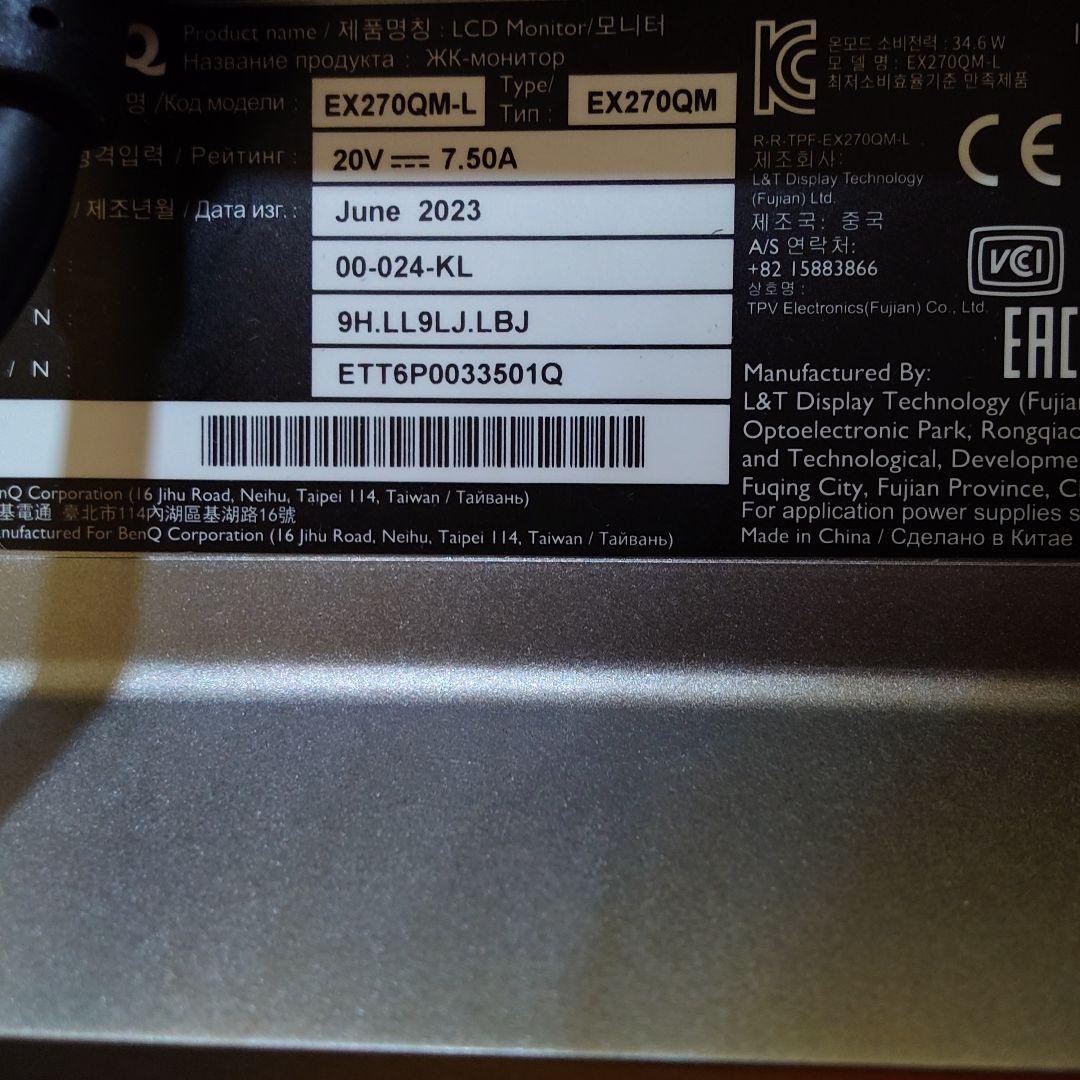 Q
Product name / 제품명칭 : LCD Monitor/모니터
Название продукта : ЖК-монитор
명 /Код модели : EX270QM-L Type/ Тип : EX270QM
격입력 / Рейтинг : 20V 7.50A
/ 제조년월 / Дата изг. : June 2023
: 00-024-KL
N : 9H.LL9LJ.LBJ
/ N : ETT6P0033501Q
nQ Corporation (16 Jihu Road, Neihu, Taipei 114, Taiwan / Тайвань)
基電通 臺北市114內湖區基湖路16號
nufactured For BenQ Corporation (16 Jihu Road, Neihu, Taipei 114, Taiwan / Тайвань)
온모드 소비전력 : 34.6 W
모 델 명 : EX270QM-L
최저소비효율기준 만족제품
R-R-TPF-EX270QM-L
제조회사:
L&T Display Technology
(Fujian) Ltd.
제조국: 중국
A/S 연락처:
+82 15883866
상호명 :
TPV Electronics(Fujian) Co., Ltd.
CE
VCCI
EAC
Manufactured By:
L&T Display Technology (Fujian
Optoelectronic Park, Rongqiao
and Technological, Developme
Fuqing City, Fujian Province, C
For application power supplies s
Made in China / Сделано в Китае